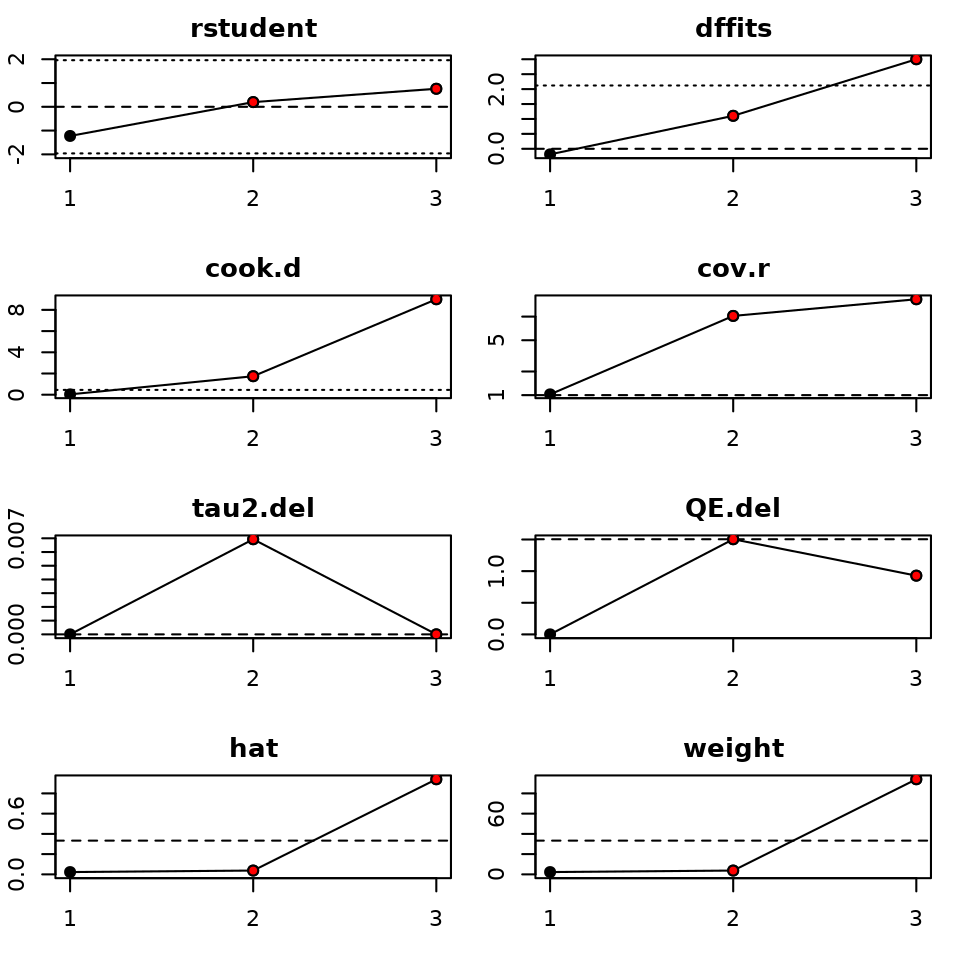 rstudent
-2 0 2
1 2 3
dffits
0.0 2.0
1 2 3
cook.d
0 4 8
1 2 3
cov.r
1 5
1 2 3
tau2.del
0.000 0.007
1 2 3
QE.del
0.0 1.0
1 2 3
hat
0.0 0.6
1 2 3
weight
0 60
1 2 3